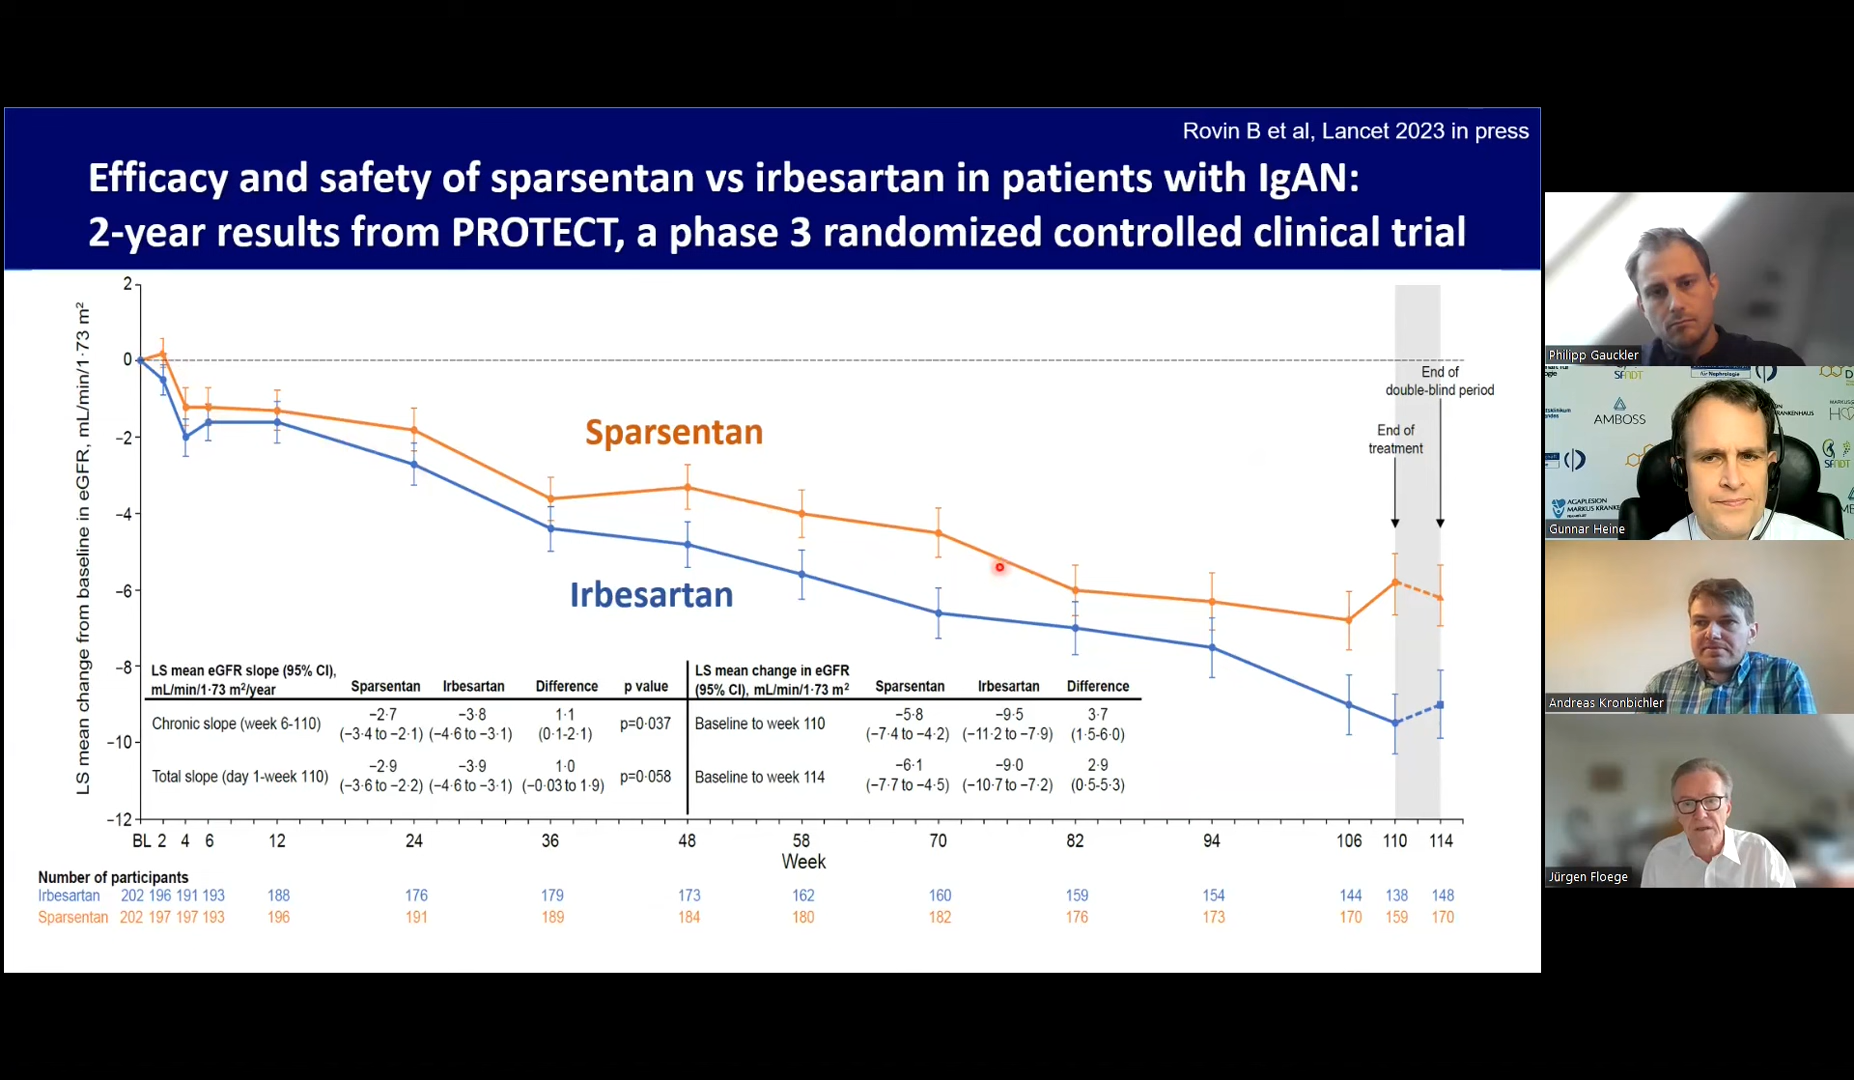 Rovin B et al, Lancet 2023 in press
Efficacy and safety of sparsentan vs irbesartan in patients with IgAN:
2-year results from PROTECT, a phase 3 randomized controlled clinical trial
LS mean change from baseline in eGFR, mL/min/1·73 m²
2
0
−2
−4
−6
−8
−10
−12
Sparsentan
Irbesartan
End of
double-blind period
End of
treatment
LS mean eGFR slope (95% CI),
mL/min/1·73 m²/year Sparsentan Irbesartan Difference p value
Chronic slope (week 6-110) −2·7 −3·8 1·1 p=0·037
(−3·4 to −2·1) (−4·6 to −3·1) (0·1-2·1)
Total slope (day 1-week 110) −2·9 −3·9 1·0 p=0·058
(−3·6 to −2·2) (−4·6 to −3·1) (−0·03 to 1·9)
LS mean change in eGFR
(95% CI), mL/min/1·73 m² Sparsentan Irbesartan Difference
Baseline to week 110 −5·8 −9·5 3·7
(−7·4 to −4·2) (−11·2 to −7·9) (1·5-6·0)
Baseline to week 114 −6·1 −9·0 2·9
(−7·7 to −4·5) (−10·7 to −7·2) (0·5-5·3)
BL 2 4 6 12 24 36 48 58 70 82 94 106 110 114
Week
Number of participants
Irbesartan 202 196 191 193 188 176 179 173 162 160 159 154 144 138 148
Sparsentan 202 197 197 193 196 191 189 184 180 182 176 173 170 159 170
Philipp Gauckler
für Nephrologie
AMBOSS
KRANKENHAUS
AGAPLESION
MARKUS KRANKE
Gunnar Heine
Andreas Kronbichler
Jürgen Floege